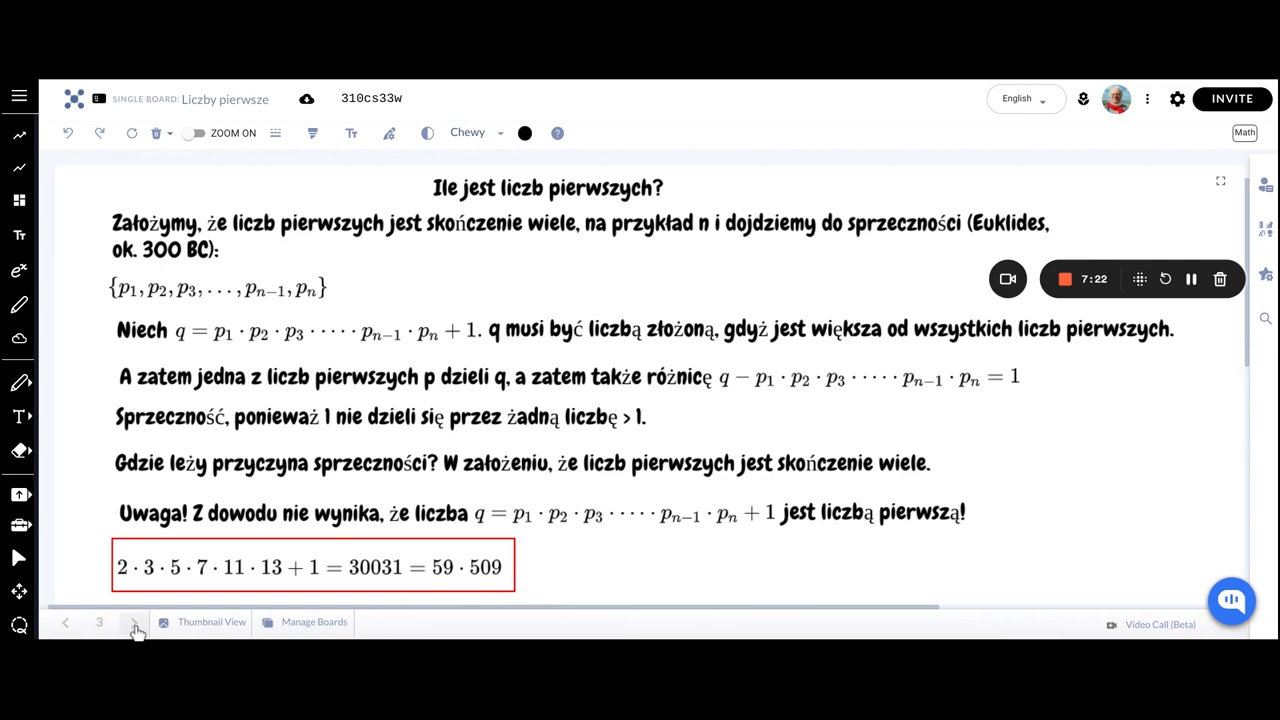 SINGLE BOARD: Liczby pierwsze
310cs33w
English
INVITE
ZOOM ON
Tт
Chewy
Math
Ile jest liczb pierwszych?
Założymy, że liczb pierwszych jest skończenie wiele, na przykład n i dojdziemy do sprzeczności (Euklides,
ok. 300 BC):
{p₁, p₂, p₃, . . . , pₙ₋₁, pₙ}
7:22
Niech q = p₁ · p₂ · p₃ · · · · · pₙ₋₁ · pₙ + 1. q musi być liczbą złożoną, gdyż jest większa od wszystkich liczb pierwszych.
A zatem jedna z liczb pierwszych p dzieli q, a zatem także różnicę q − p₁ · p₂ · p₃ · · · · · pₙ₋₁ · pₙ = 1
Sprzeczność, ponieważ 1 nie dzieli się przez żadną liczbę > 1.
Gdzie leży przyczyna sprzeczności? W założeniu, że liczb pierwszych jest skończenie wiele.
Uwaga! Z dowodu nie wynika, że liczba q = p₁ · p₂ · p₃ · · · · · pₙ₋₁ · pₙ + 1 jest liczbą pierwszą!
2 · 3 · 5 · 7 · 11 · 13 + 1 = 30031 = 59 · 509
3
Thumbnail View
Manage Boards
Video Call (Beta)